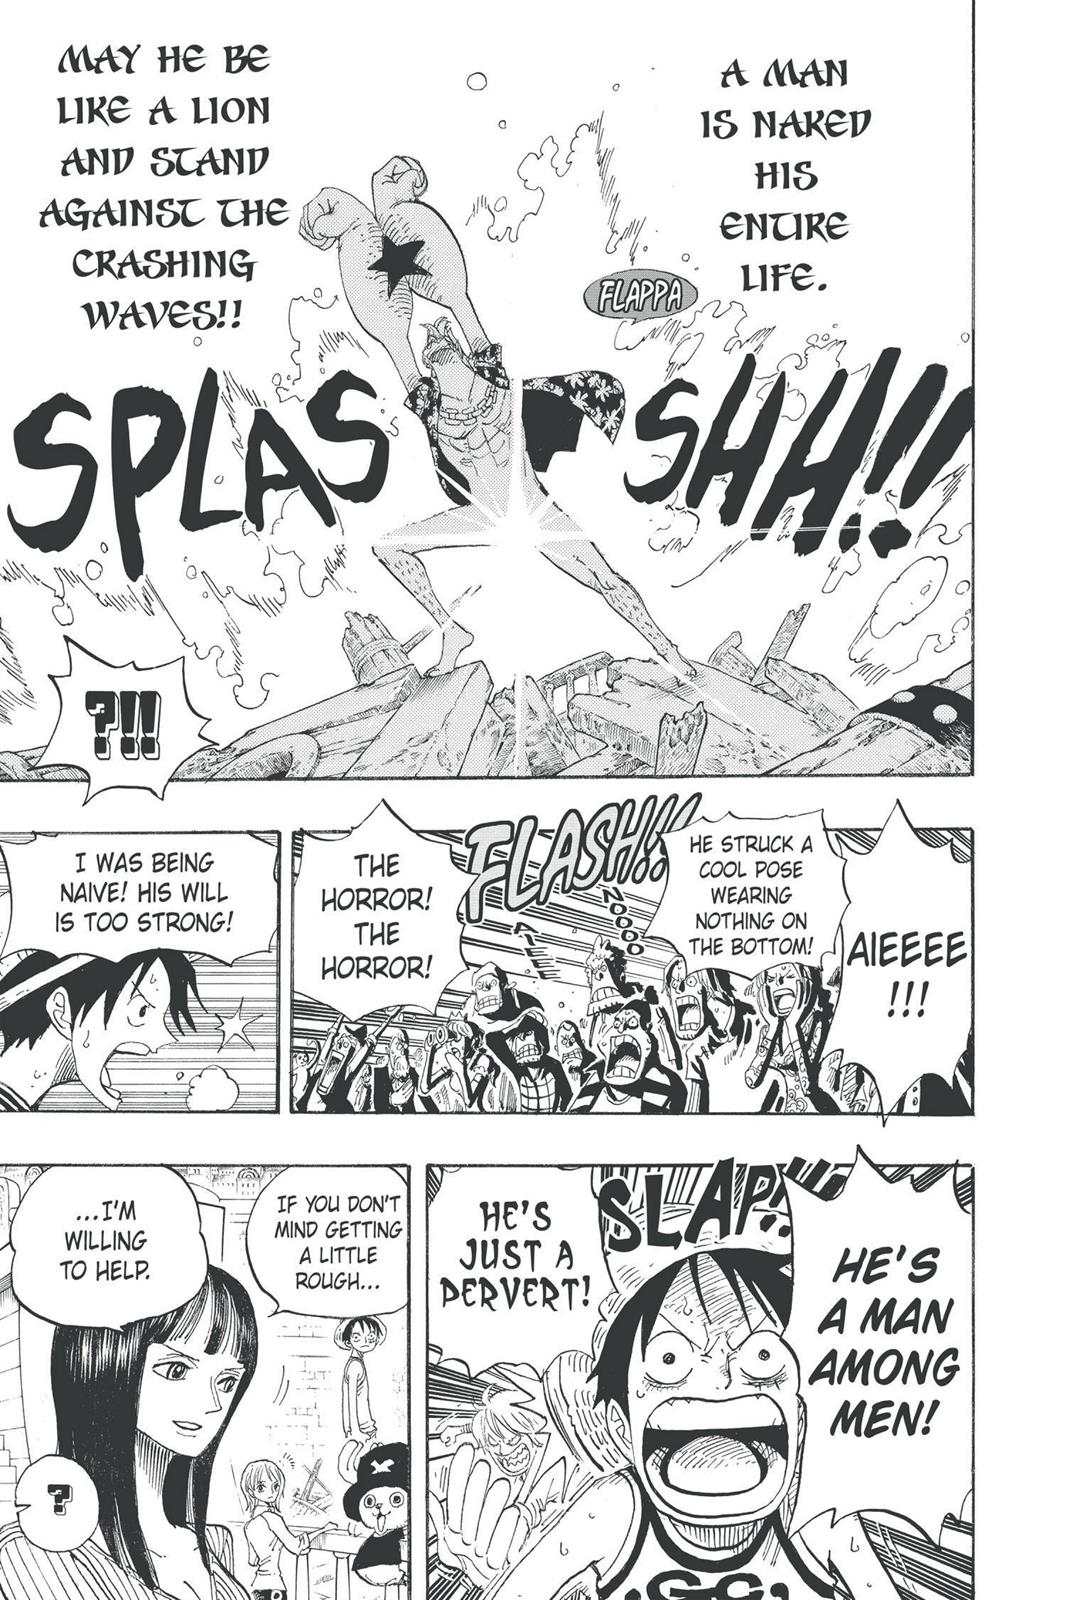 A MAN
IS NAKED
HIS
ENTIRE
LIFE.
MAY HE BE
LIKE A LION
AND STAND
AGAINST THE
CRASHING
WAVES!!
FLAPPA
SPLAS
SHH!!
?!!
AIEEEE
!!!
HE STRUCK A
COOL POSE
WEARING
NOTHING ON
THE BOTTOM!
FLASH!!
NOOOO
AIEE
THE
HORROR!
THE
HORROR!
I WAS BEING
NAIVE! HIS WILL
IS TOO STRONG!
SLAP!!
HE'S
A MAN
AMONG
MEN!
HE'S
JUST A
PERVERT!
GC
IF YOU DON'T
MIND GETTING
A LITTLE
ROUGH...
...I'M
WILLING
TO HELP.
?